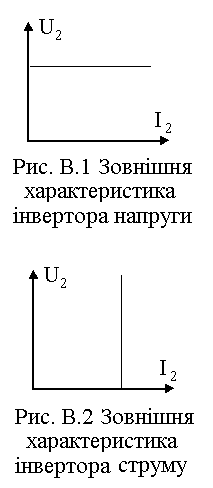 U2
I2
Рис. В.1 Зовнішня
характеристика
інвертора напруги
U2
I2
Рис. В.2 Зовнішня
характеристика
інвертора струму